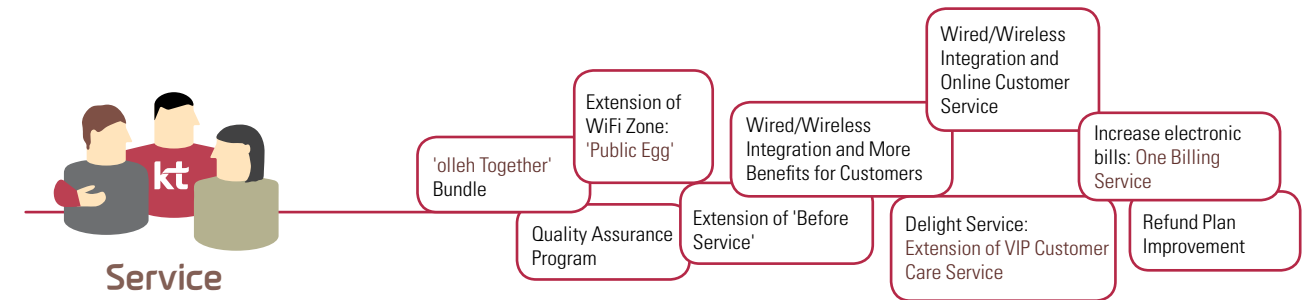 kt
Service
'olleh Together'
Bundle
Extension of
WiFi Zone:
'Public Egg'
Quality Assurance
Program
Wired/Wireless
Integration and More
Benefits for Customers
Extension of 'Before
Service'
Wired/Wireless
Integration and
Online Customer
Service
Delight Service:
Extension of VIP Customer
Care Service
Increase electronic
bills: One Billing
Service
Refund Plan
Improvement